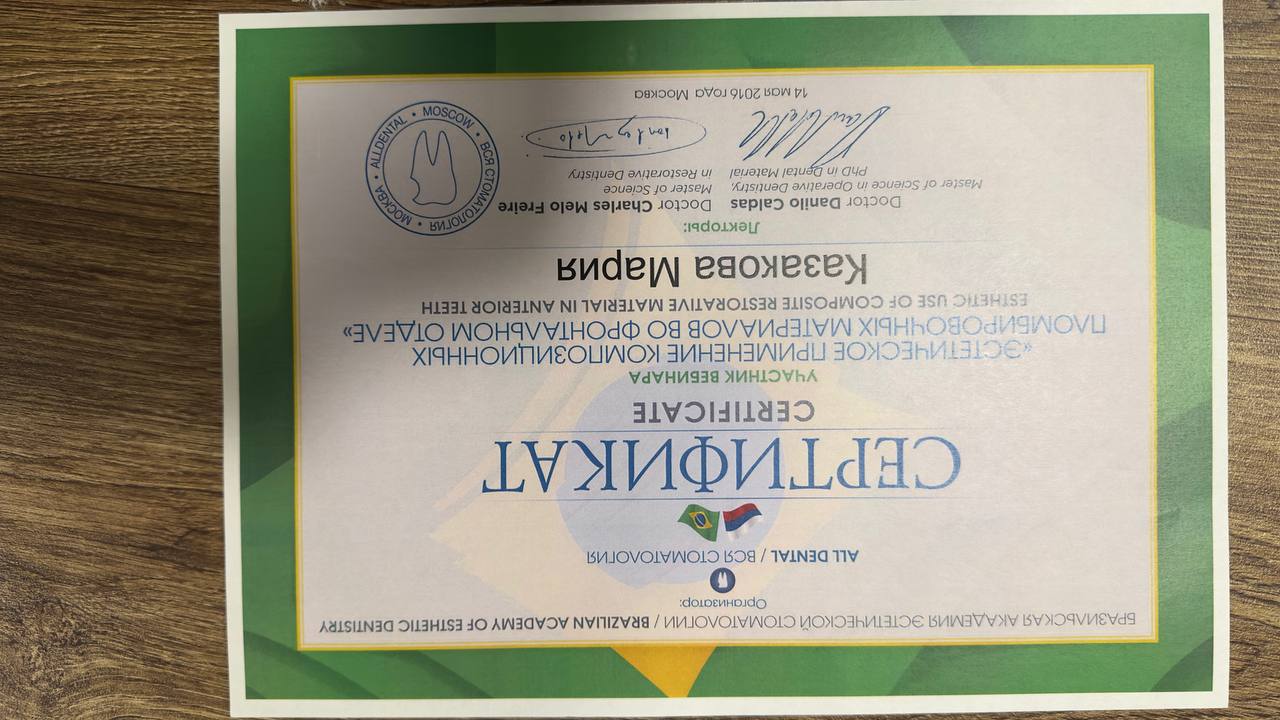 БРАЗИЛЬСКАЯ АКАДЕМИЯ ЭСТЕТИЧЕСКОЙ СТОМАТОЛОГИИ / BRAZILIAN ACADEMY OF ESTHETIC DENTISTRY
Организатор:
ALL DENTAL / ВСЯ СТОМАТОЛОГИЯ
СЕРТИФИКАТ
CERTIFICATE
УЧАСТНИК ВЕБИНАРА
«ЭСТЕТИЧЕСКОЕ ПРИМЕНЕНИЕ КОМПОЗИЦИОННЫХ
ПЛОМБИРОВОЧНЫХ МАТЕРИАЛОВ ВО ФРОНТАЛЬНОМ ОТДЕЛЕ»
ESTHETIC USE OF COMPOSITE RESTORATIVE MATERIAL IN ANTERIOR TEETH
Казакова Мария
Лекторы:
Doctor Danilo Caldas
Master of Science in Operative Dentistry,
PhD in Dental Material
Doctor Charles Melo Freire
Master of Science
in Restorative Dentistry
МОСКВА • ALLDENTAL • MOSCOW • ВСЯ СТОМАТОЛОГИЯ •
14 мая 2016 года Москва